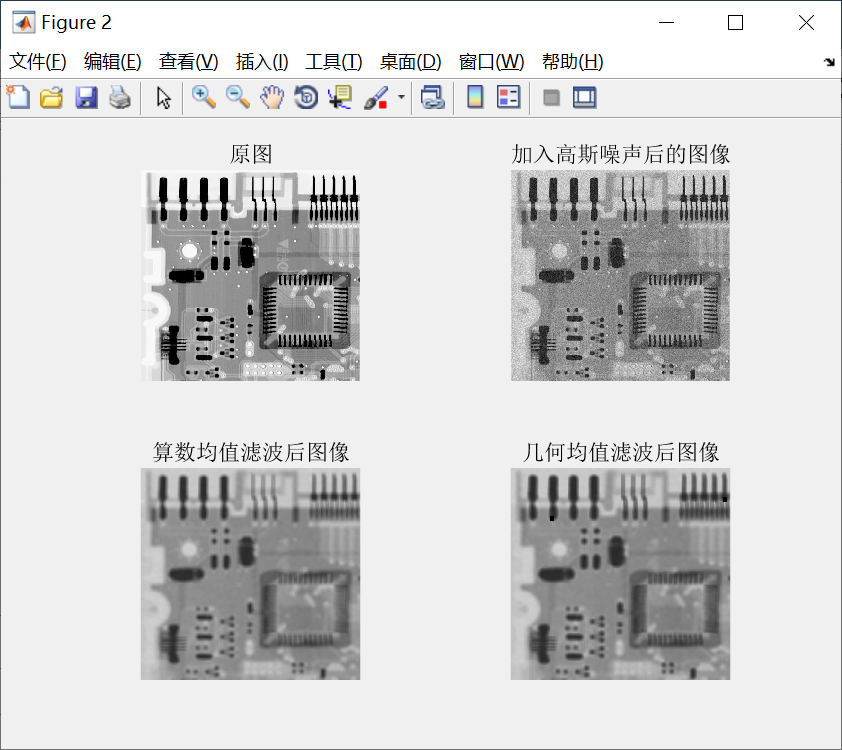 Figure 2
文件(F) 编辑(E) 查看(V) 插入(I) 工具(T) 桌面(D) 窗口(W) 帮助(H)
原图
加入高斯噪声后的图像
算数均值滤波后图像
几何均值滤波后图像